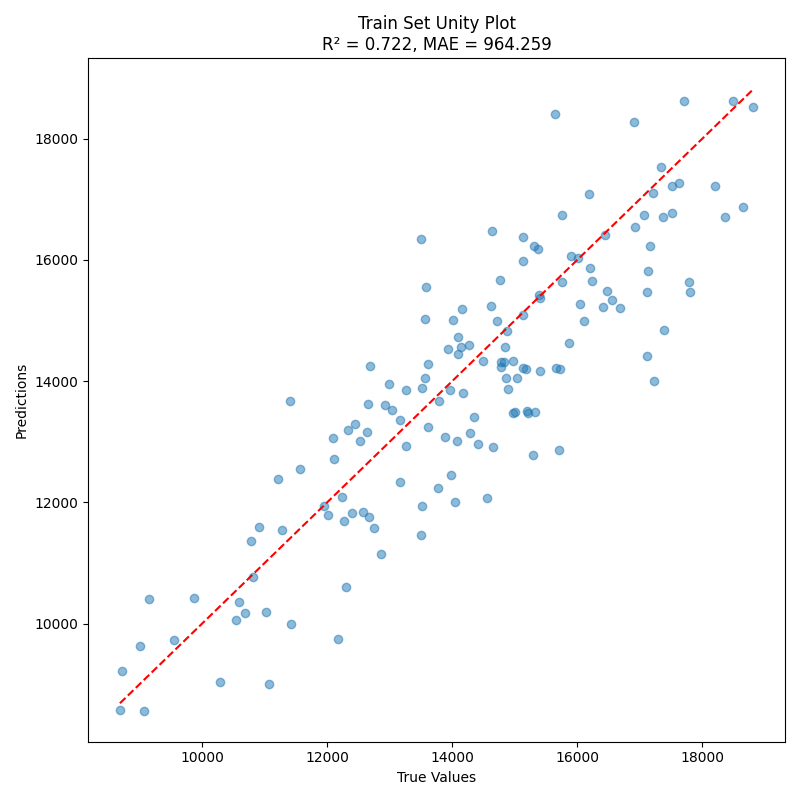 Train Set Unity Plot
R² = 0.722, MAE = 964.259
18000
16000
14000
12000
10000
Predictions
10000 12000 14000 16000 18000
True Values